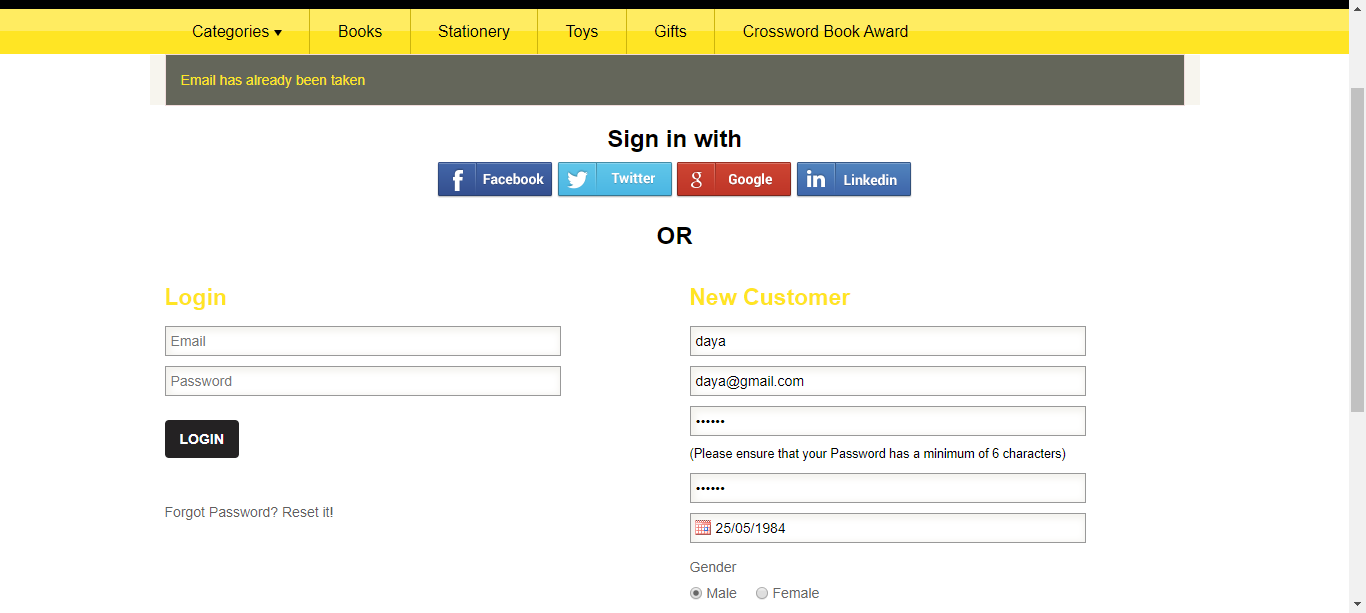 Categories ▾ Books Stationery Toys Gifts Crossword Book Award
Email has already been taken
Sign in with
f Facebook Twitter g Google in Linkedin
OR
Login
Email
Password
LOGIN
Forgot Password? Reset it!
New Customer
daya
daya@gmail.com
••••••
(Please ensure that your Password has a minimum of 6 characters)
••••••
25/05/1984
Gender
Male Female